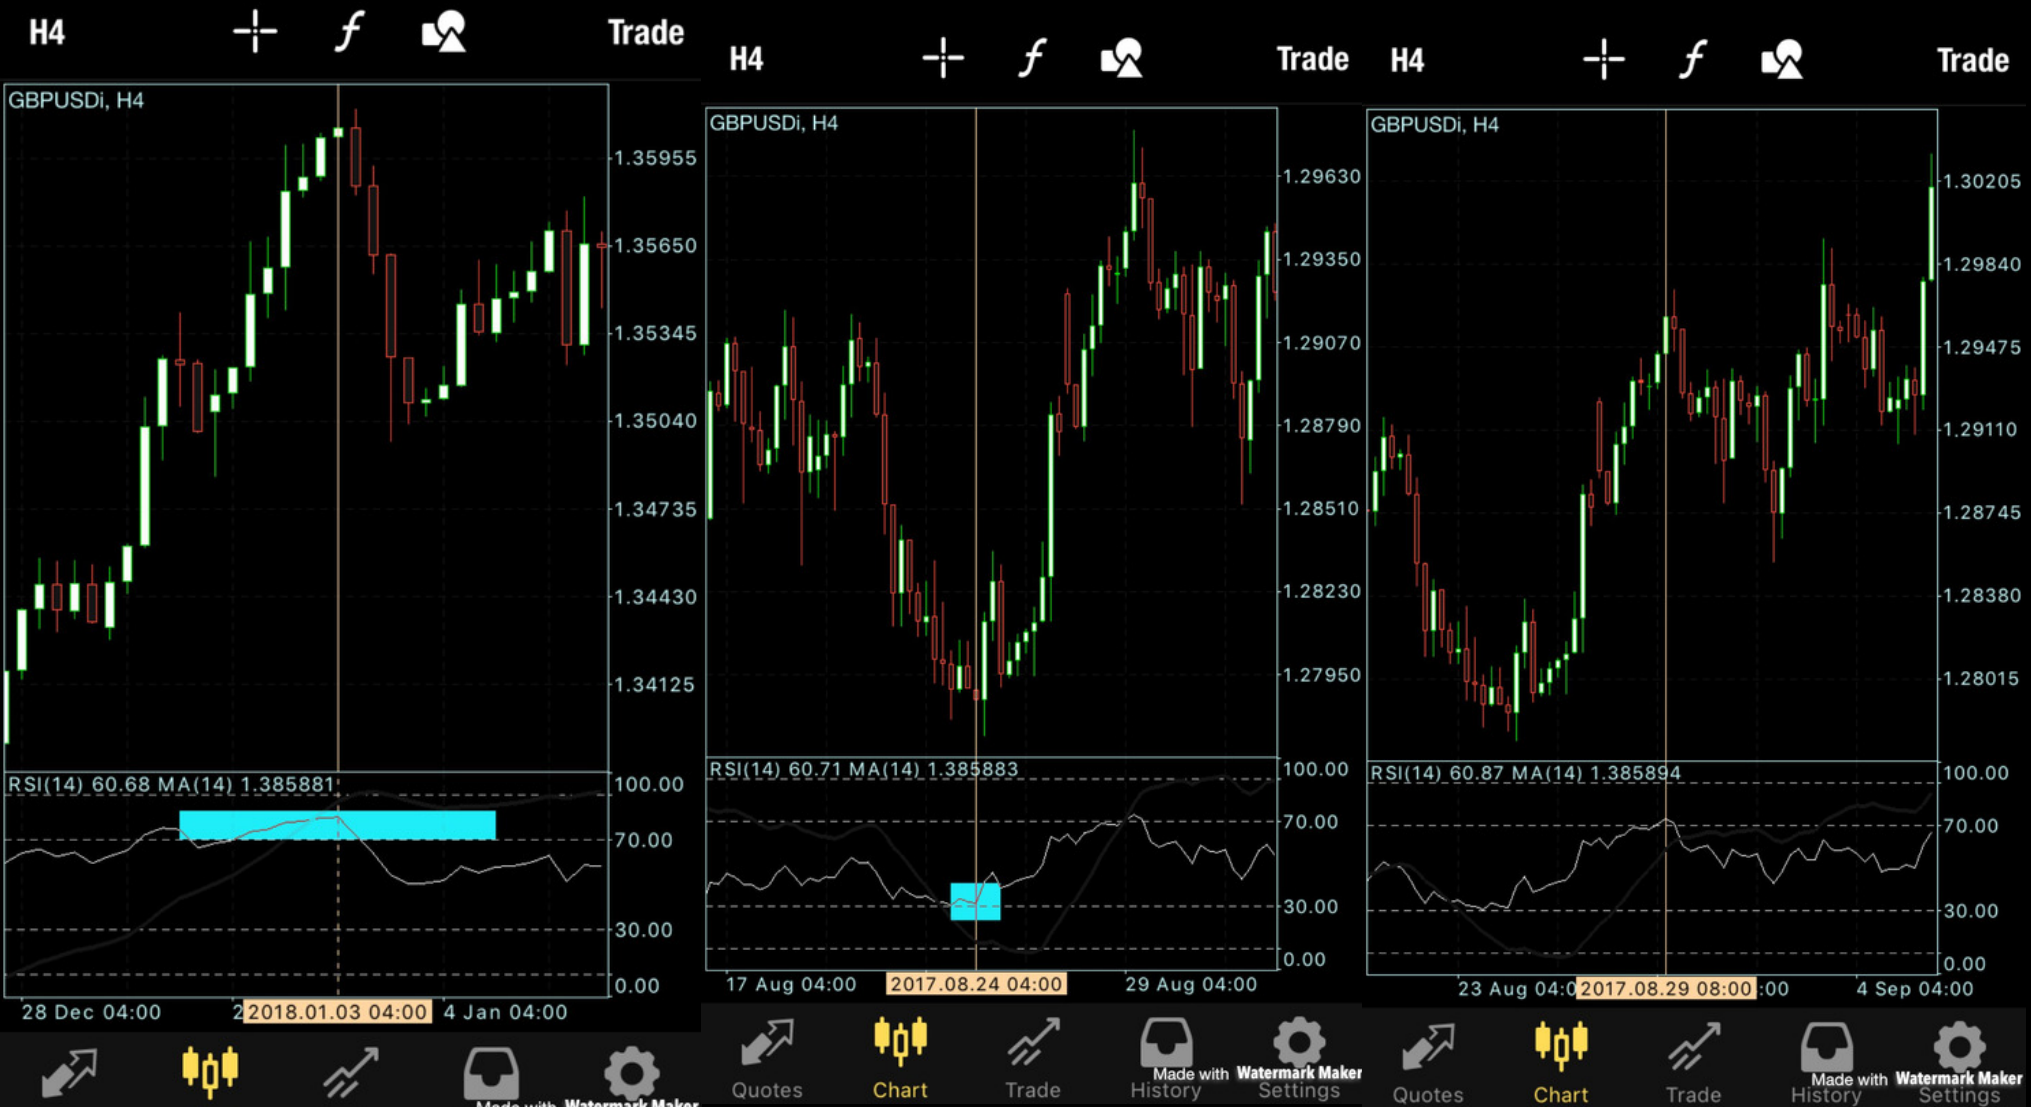 H4 f Trade
GBPUSDi, H4
1.35955
1.35650
1.35345
1.35040
1.34735
1.34430
1.34125
RSI(14) 60.68 MA(14) 1.385881
100.00
70.00
30.00
0.00
28 Dec 04:00 2 2018.01.03 04:00 4 Jan 04:00
Made with Watermark Maker
H4 f Trade
GBPUSDi, H4
1.29630
1.29350
1.29070
1.28790
1.28510
1.28230
1.27950
RSI(14) 60.71 MA(14) 1.385883
100.00
70.00
30.00
0.00
17 Aug 04:00 2017.08.24 04:00 29 Aug 04:00
Made with Watermark Maker
Quotes Chart Trade History Settings
H4 f Trade
GBPUSDi, H4
1.30205
1.29840
1.29475
1.29110
1.28745
1.28380
1.28015
RSI(14) 60.87 MA(14) 1.385894
100.00
70.00
30.00
0.00
23 Aug 04:0 2017.08.29 08:00 :00 4 Sep 04:00
Made with Watermark Maker
Quotes Chart Trade History Settings